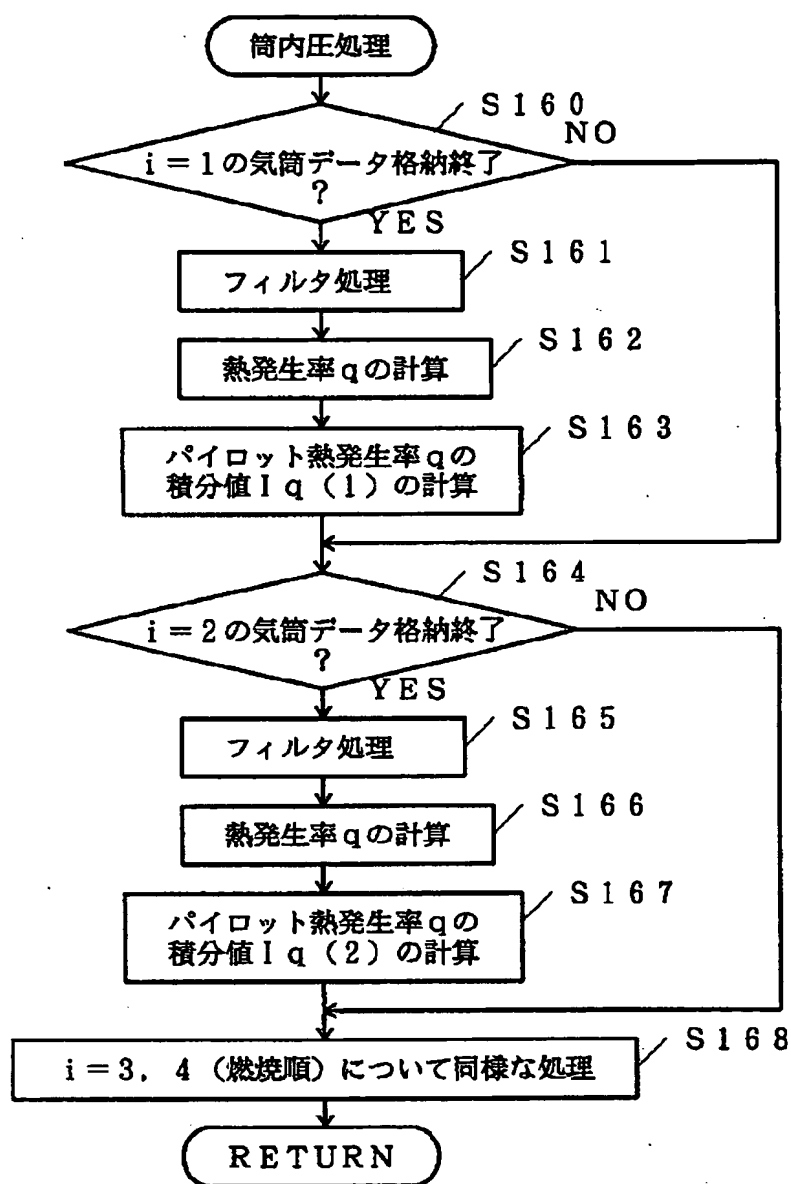 筒内圧処理
S160
NO
i=1の気筒データ格納終了
?
YES
S161
フィルタ処理
S162
熱発生率qの計算
S163
パイロット熱発生率qの
積分値Iq(1)の計算
S164
NO
i=2の気筒データ格納終了
?
YES
S165
フィルタ処理
S166
熱発生率qの計算
S167
パイロット熱発生率qの
積分値Iq(2)の計算
S168
i=3.4(燃焼順)について同様な処理
RETURN